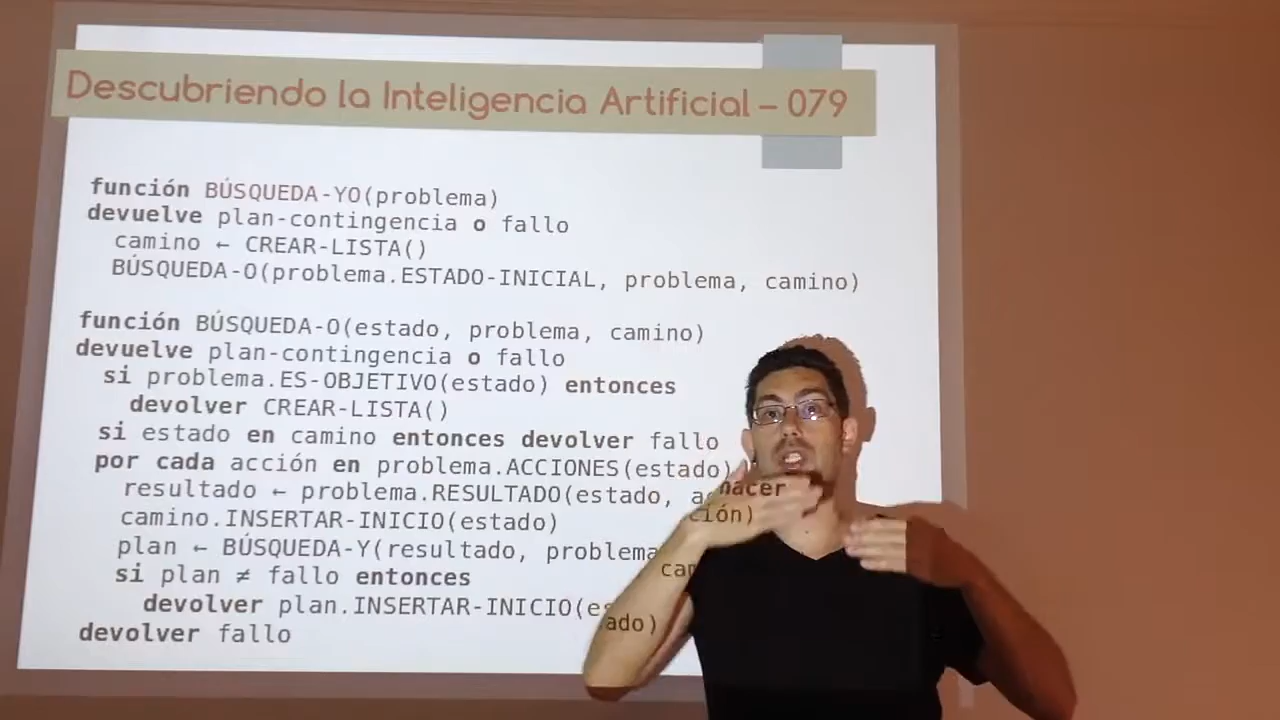 Descubriendo la Inteligencia Artificial – 079
función BÚSQUEDA-YO(problema)
devuelve plan-contingencia o fallo
camino ← CREAR-LISTA()
BÚSQUEDA-O(problema.ESTADO-INICIAL, problema, camino)
función BÚSQUEDA-O(estado, problema, camino)
devuelve plan-contingencia o fallo
si problema.ES-OBJETIVO(estado) entonces
devolver CREAR-LISTA()
si estado en camino entonces devolver fallo
por cada acción en problema.ACCIONES(estado) hacer
resultado ← problema.RESULTADO(estado, acción)
camino.INSERTAR-INICIO(estado)
plan ← BÚSQUEDA-Y(resultado, problema
si plan ≠ fallo entonces
devolver plan.INSERTAR-INICIO(estado)
devolver fallo